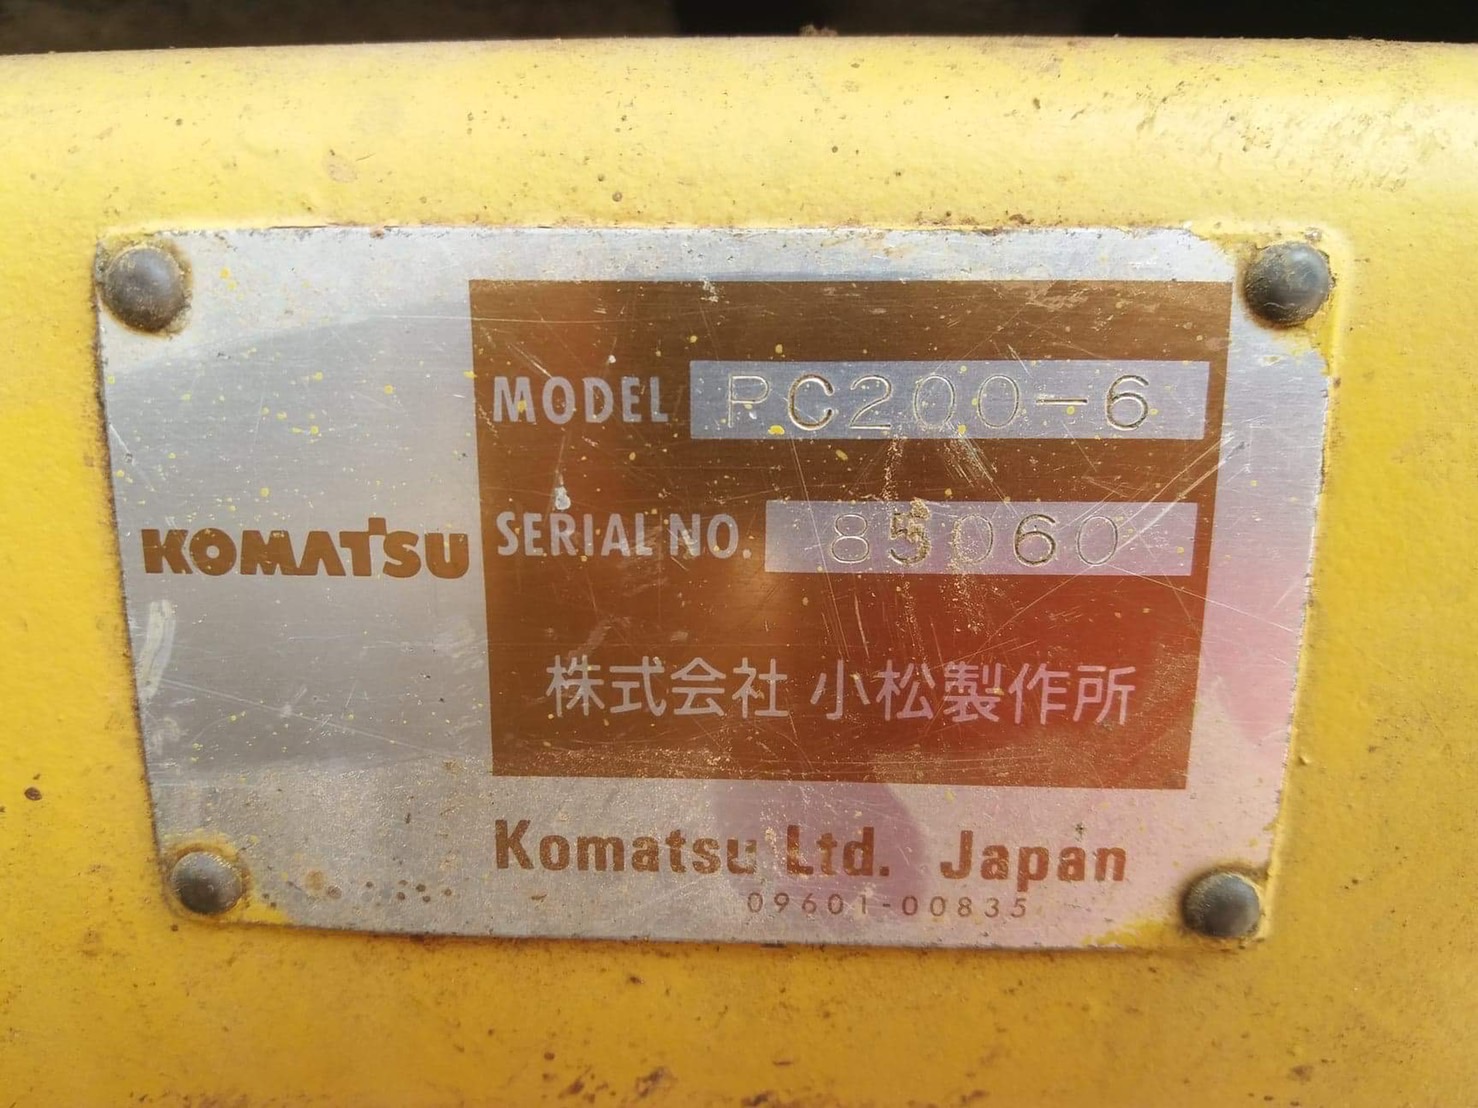 MODEL PC200-6
KOMATSU
SERIAL NO. 85060
株式会社 小松製作所
Komatsu Ltd. Japan
09601-00835